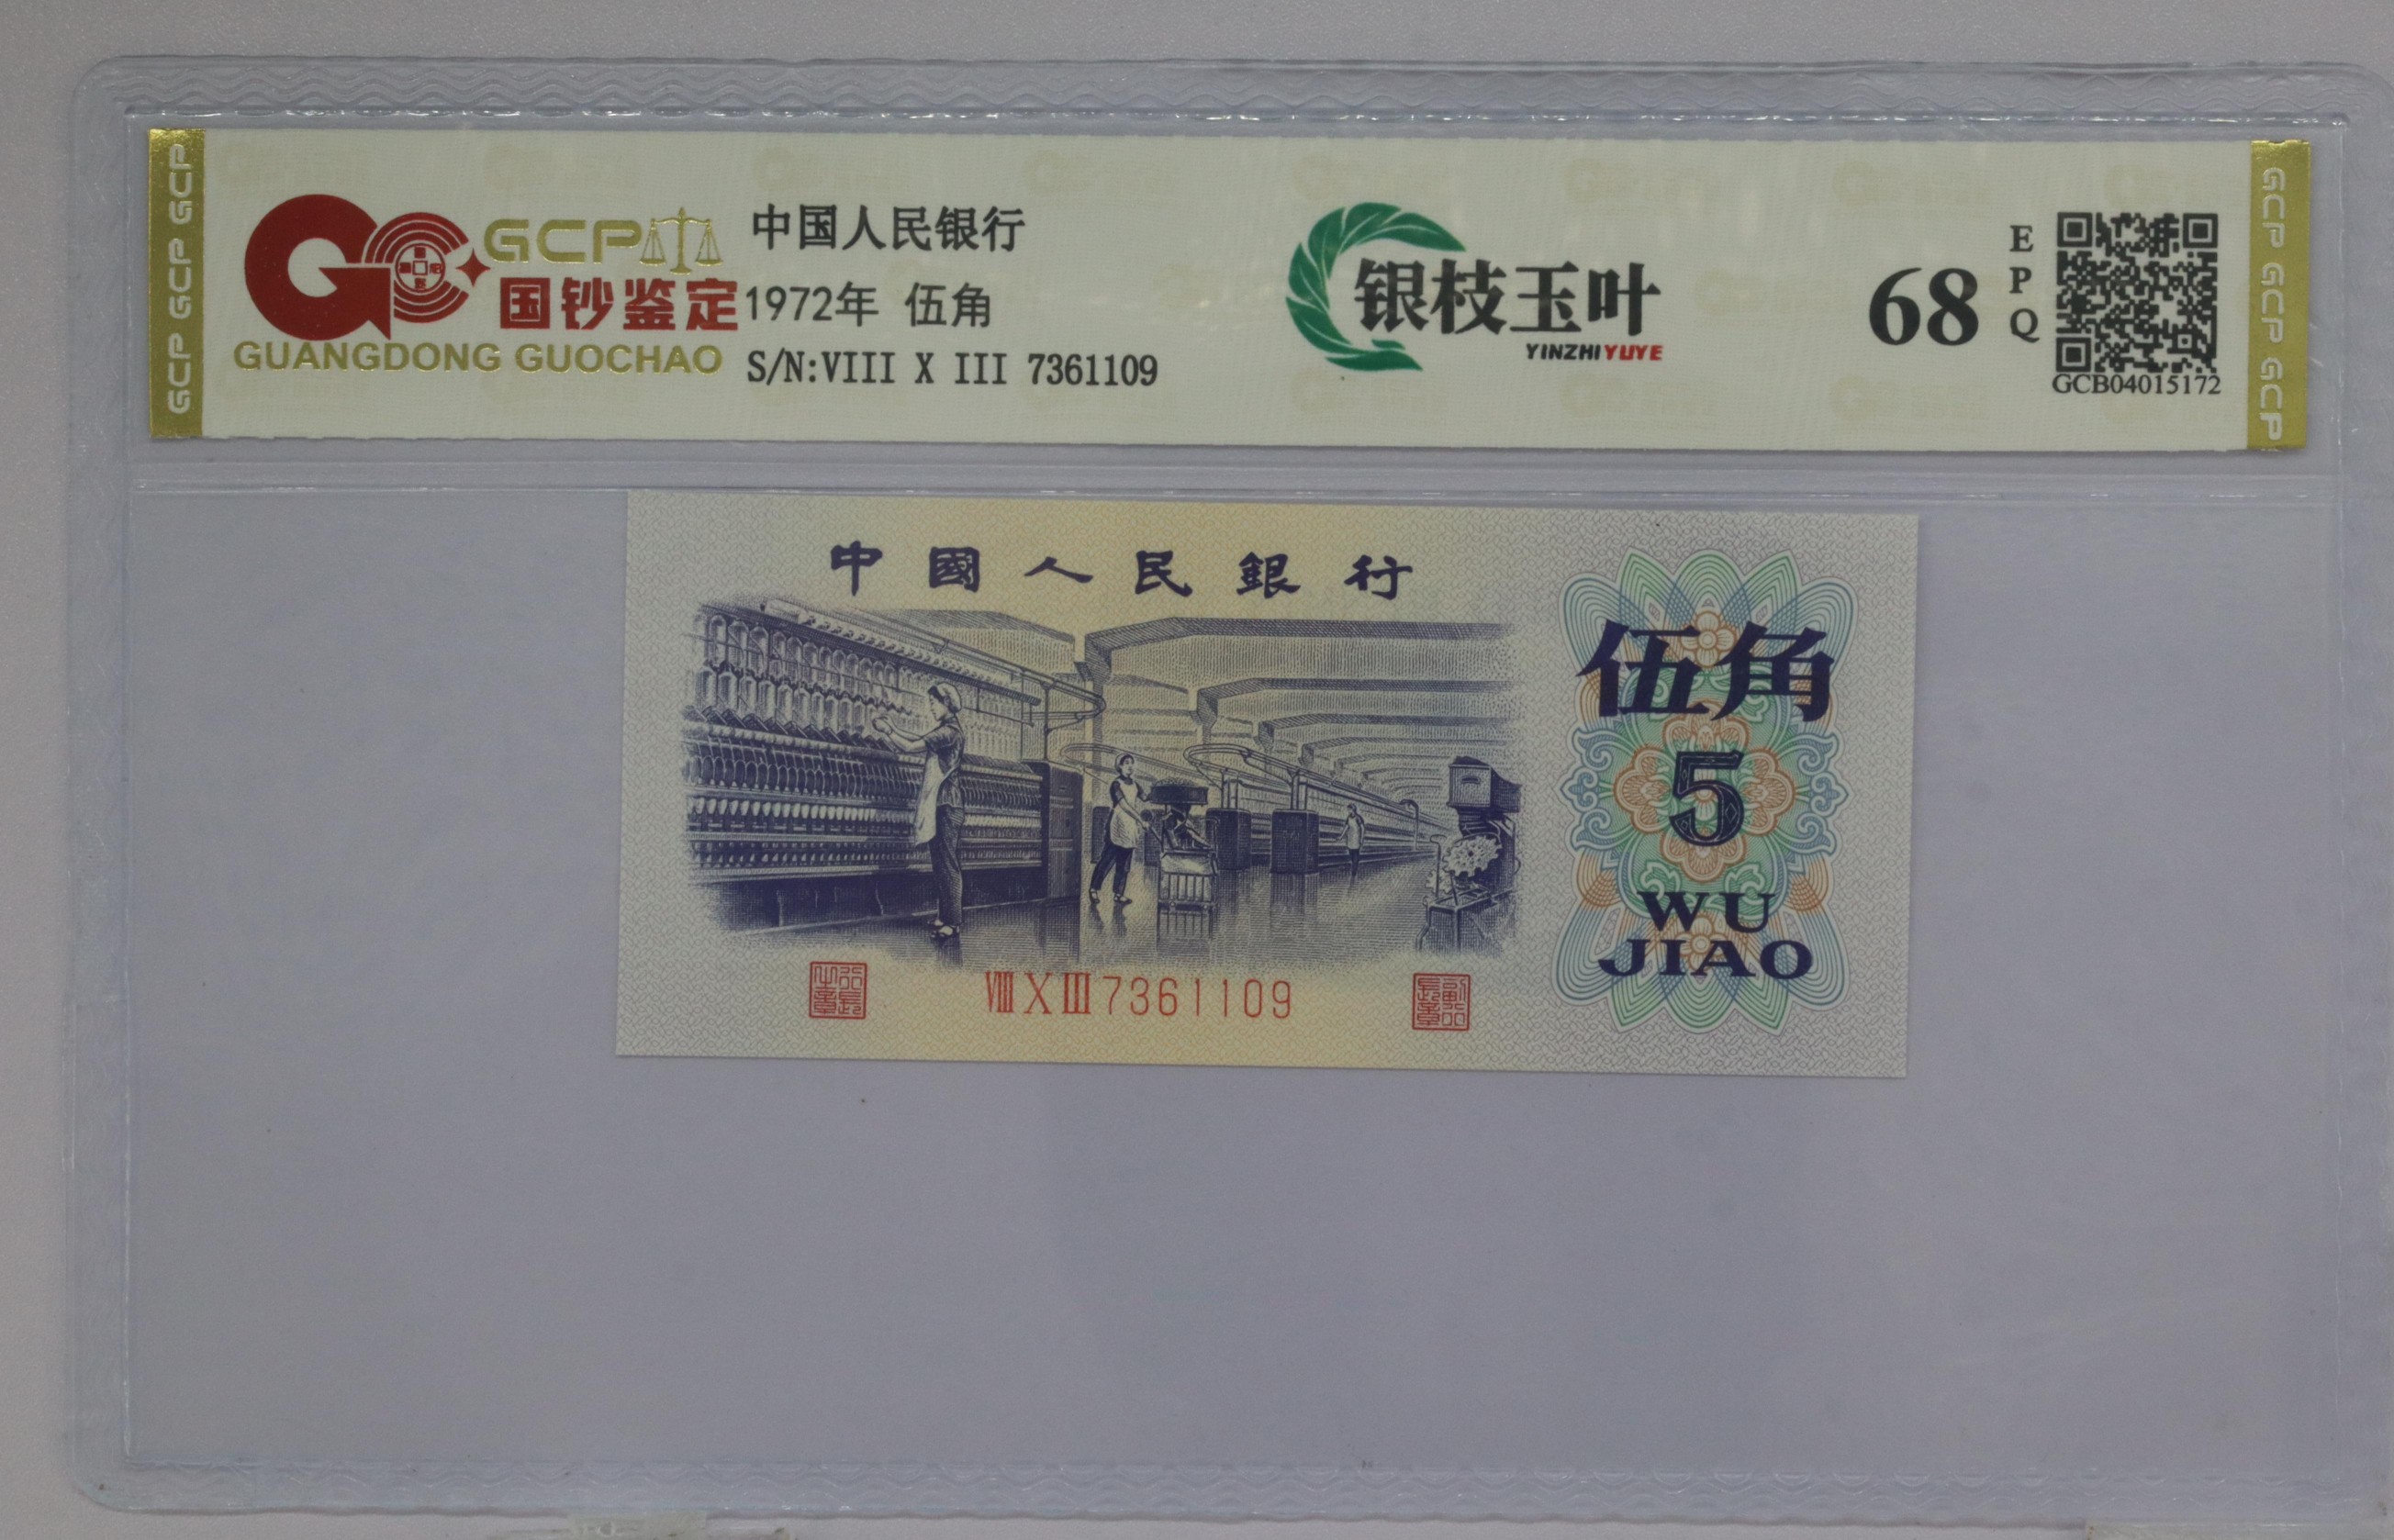 GCP GCP GCP
GCP
国钞鉴定
GUANGDONG GUOCHAO
中国人民银行
1972年 伍角
S/N:VIII X III 7361109
银枝玉叶
YINZHIYUYE
68
EPQ
GCB04015172
GCP GCP GCP
中國人民銀行
伍角
5
WU
JIAO
VIII X III 7361109